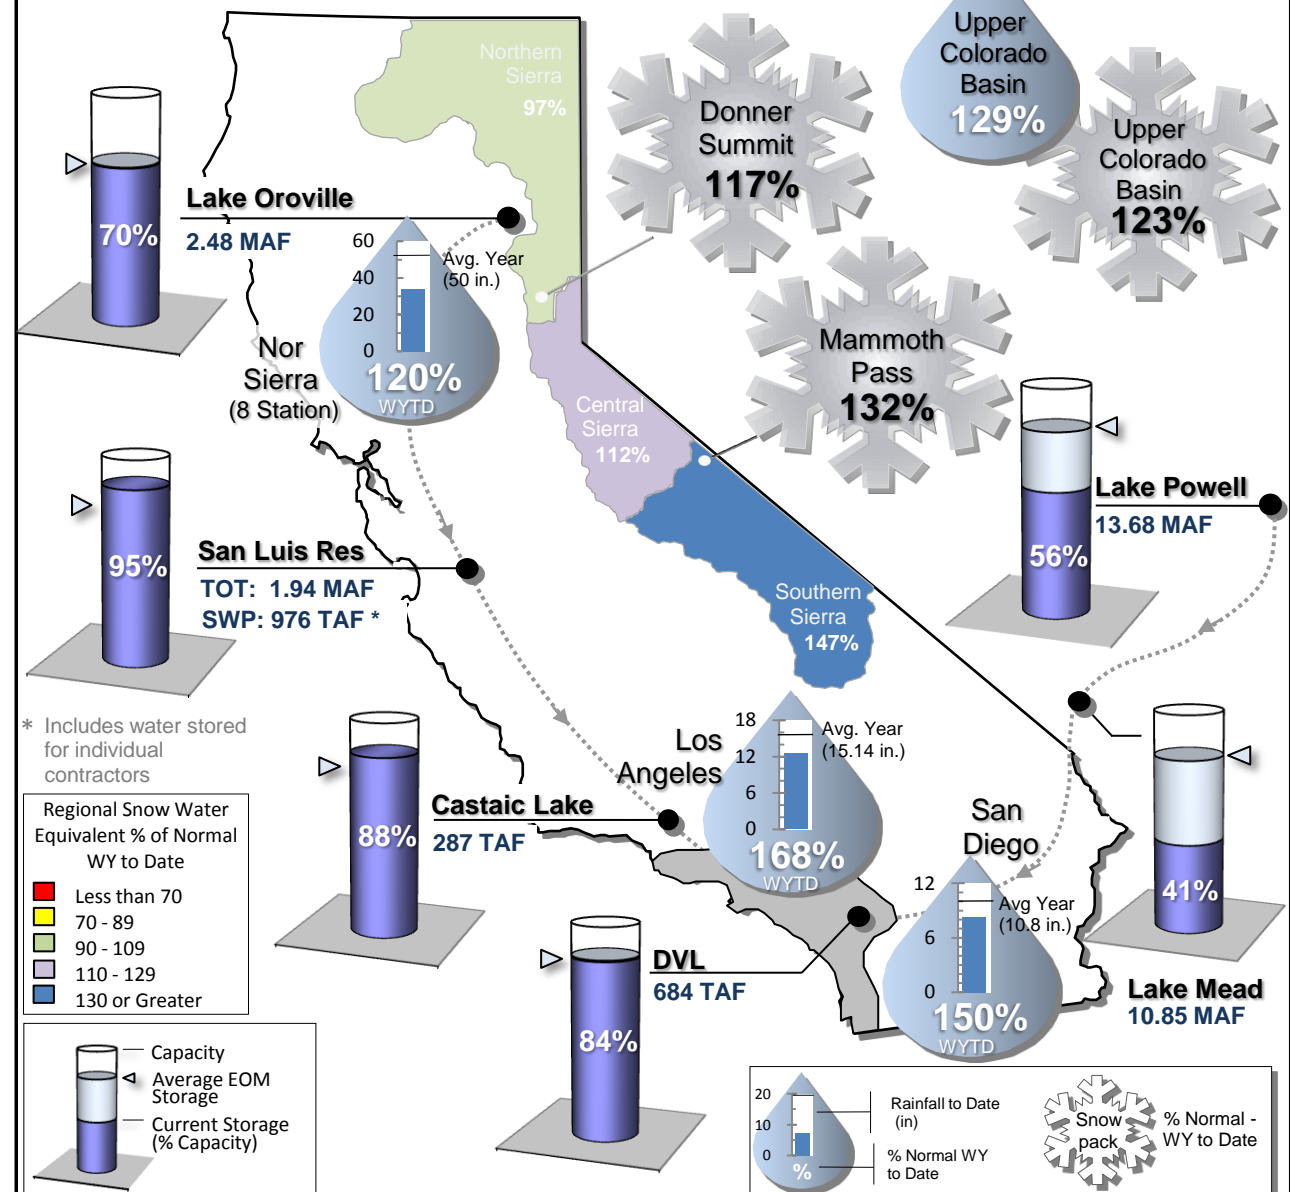 Upper
Colorado
Basin
129%
Northern
Sierra
97%
Donner
Summit
117%
Upper
Colorado
Basin
123%
70%
Lake Oroville
2.48 MAF
60
40
20
0
Avg. Year
(50 in.)
120%
WYTD
Nor
Sierra
(8 Station)
Mammoth
Pass
132%
Central
Sierra
112%
Lake Powell
13.68 MAF
56%
95%
San Luis Res
TOT: 1.94 MAF
SWP: 976 TAF *
Southern
Sierra
147%
* Includes water stored
for individual
contractors
Los
Angeles
18
12
6
0
Avg. Year
(15.14 in.)
168%
WYTD
Regional Snow Water
Equivalent % of Normal
WY to Date
Less than 70
70 - 89
90 - 109
110 - 129
130 or Greater
88%
Castaic Lake
287 TAF
San
Diego
12
6
0
Avg Year
(10.8 in.)
150%
WYTD
41%
Lake Mead
10.85 MAF
DVL
684 TAF
84%
Capacity
Average EOM
Storage
Current Storage
(% Capacity)
20
10
0
%
Rainfall to Date
(in)
% Normal WY
to Date
Snow
pack
% Normal -
WY to Date